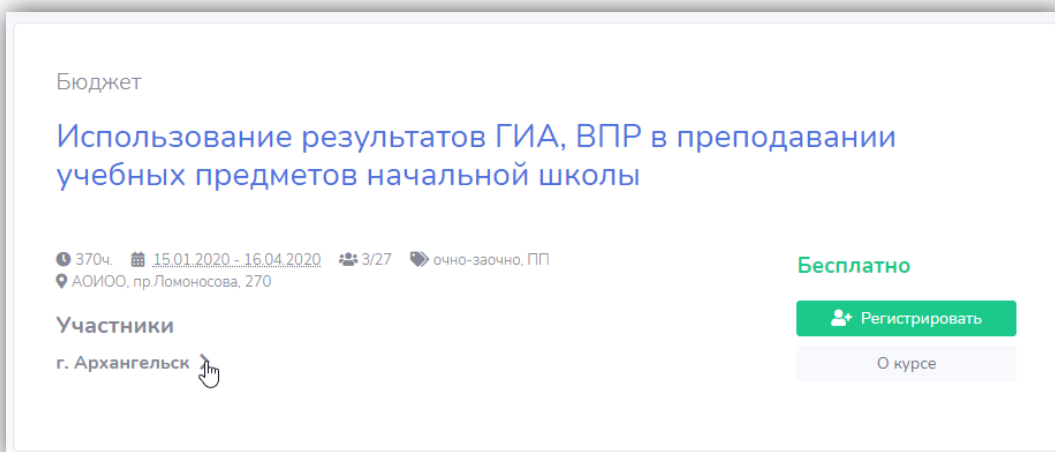 Бюджет
Использование результатов ГИА, ВПР в преподавании
учебных предметов начальной школы
370ч. 15.01.2020 - 16.04.2020 3/27 очно-заочно, ПП
АОИОО, пр.Ломоносова, 270
Бесплатно
Участники
Регистрировать
г. Архангельск
О курсе